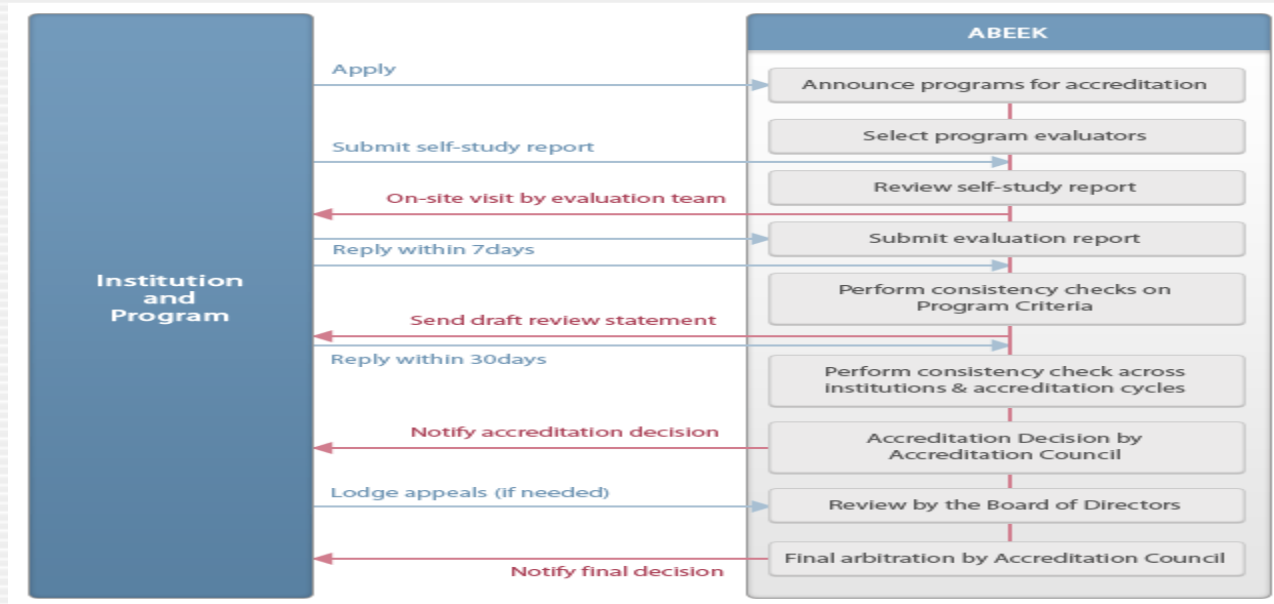 ABEEK
Apply
Announce programs for accreditation
Select program evaluators
Submit self-study report
Review self-study report
On-site visit by evaluation team
Submit evaluation report
Reply within 7days
Institution
and
Program
Perform consistency checks on
Program Criteria
Send draft review statement
Reply within 30days
Perform consistency check across
institutions & accreditation cycles
Notify accreditation decision
Accreditation Decision by
Accreditation Council
Lodge appeals (if needed)
Review by the Board of Directors
Final arbitration by Accreditation Council
Notify final decision